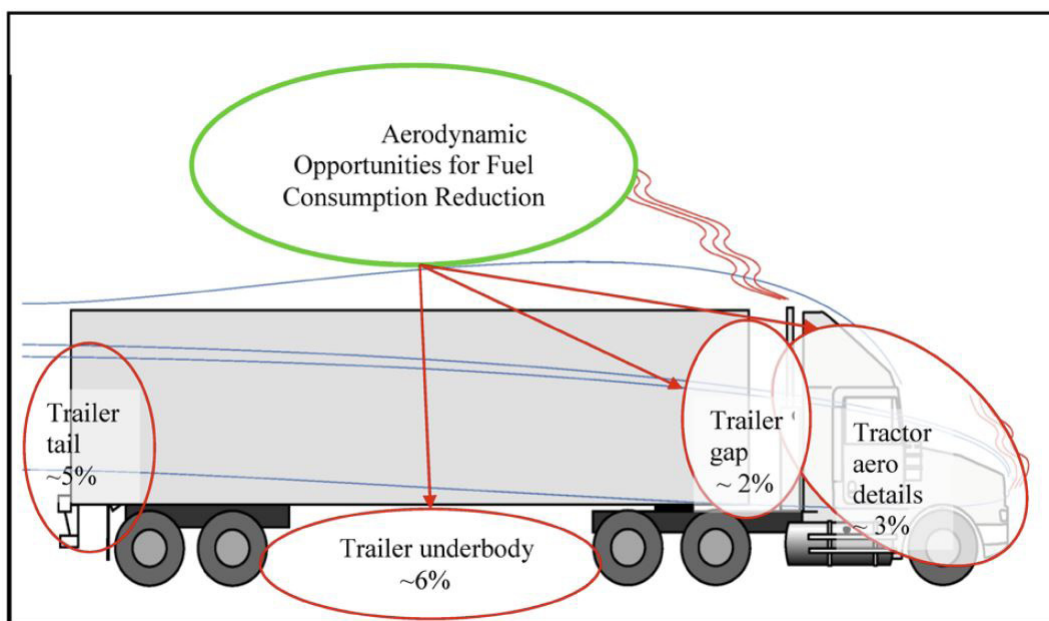 Aerodynamic
Opportunities for Fuel
Consumption Reduction
Trailer
tail
~5%
Trailer underbody
~6%
Trailer
gap
~ 2%
Tractor
aero
details
~ 3%